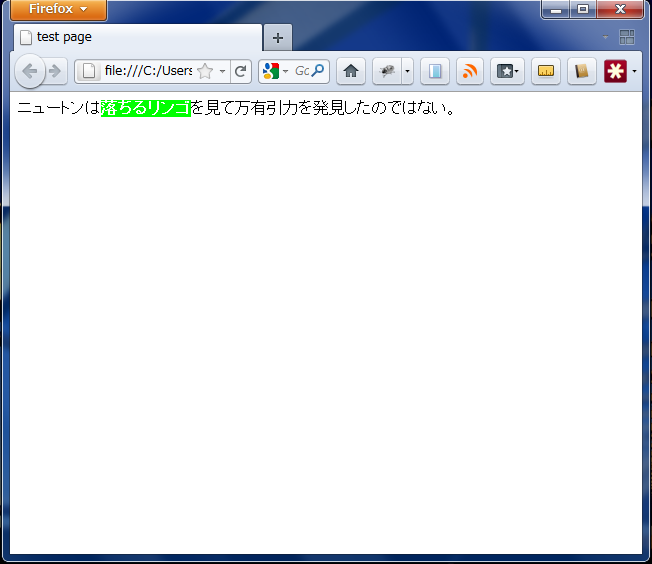 Firefox
test page
file:///C:/Users
Go
ニュートンは落ちるリンゴを見て万有引力を発見したのではない。